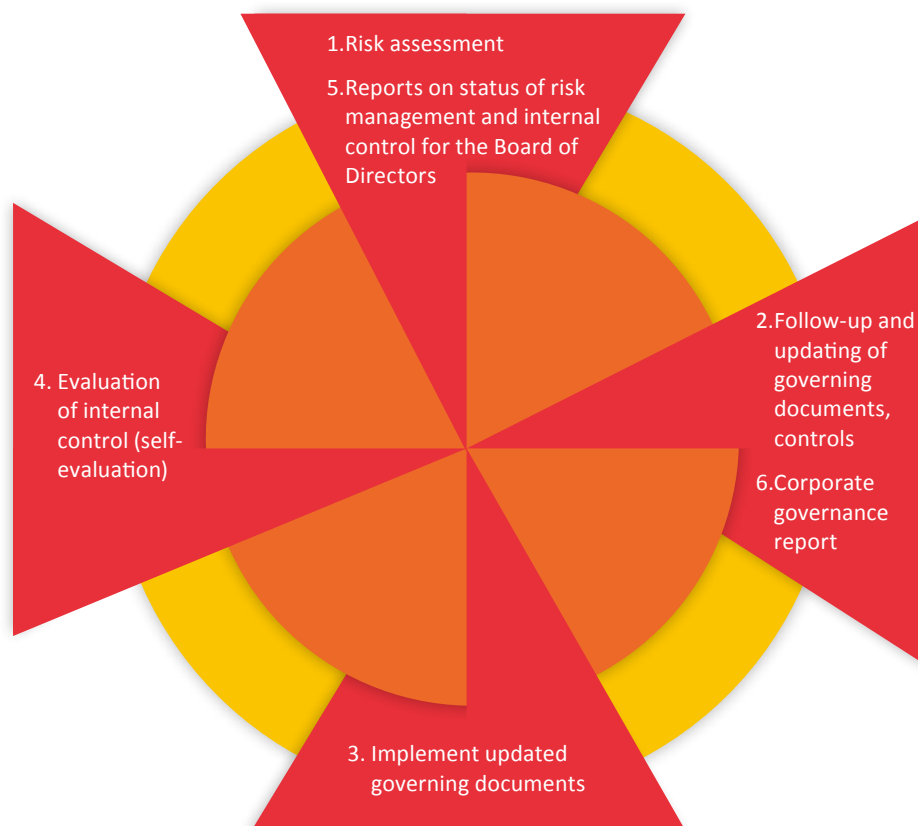 1.Risk assessment
5.Reports on status of risk
management and internal
control for the Board of
Directors
2.Follow-up and
updating of
governing
documents,
controls
6.Corporate
governance
report
3. Implement updated
governing documents
4. Evaluation
of internal
control (self-
evaluation)